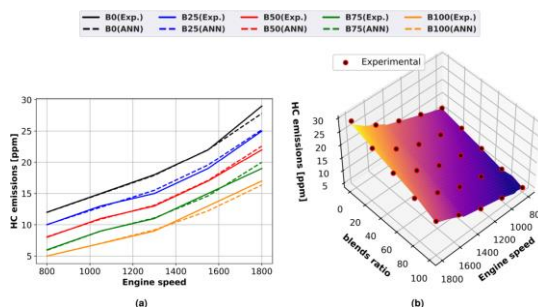 B0(Exp.) B25(Exp.) B50(Exp.) B75(Exp.) B100(Exp.)
B0(ANN) B25(ANN) B50(ANN) B75(ANN) B100(ANN)
HC emissions [ppm]
30
25
20
15
10
5
800 1000 1200 1400 1600 1800
Engine speed
(a)
Experimental
HC emissions [ppm]
30
25
20
15
10
5
0
20
40
60
80
100
blends ratio
800
1000
1200
1400
1600
1800
Engine speed
(b)